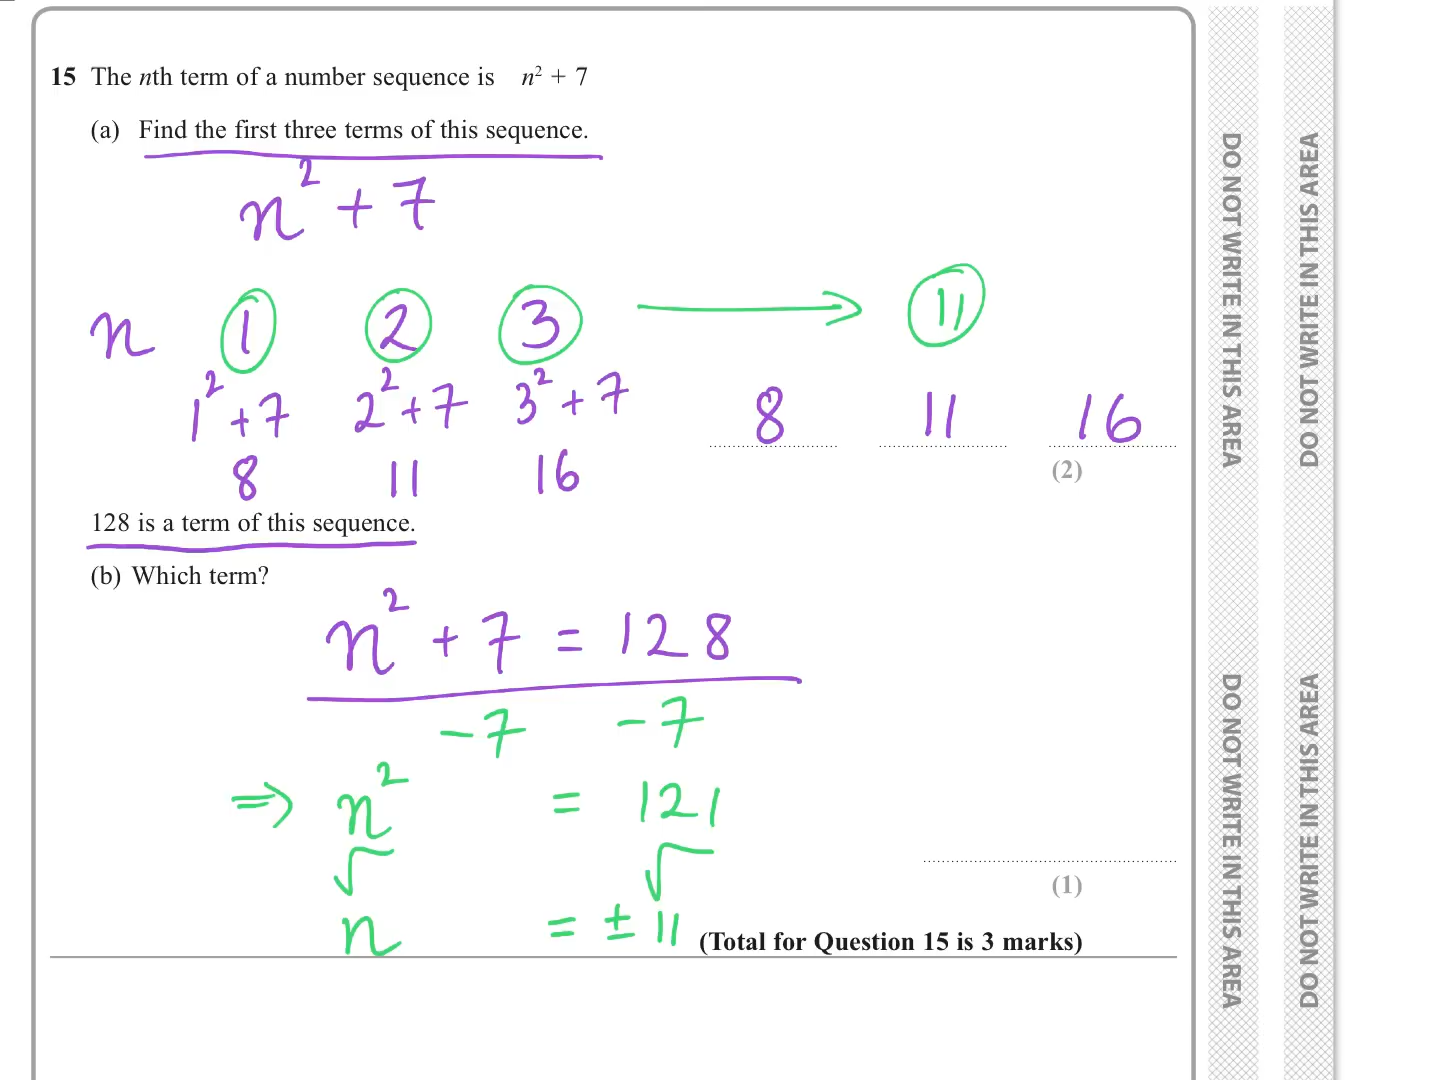 15 The nth term of a number sequence is n² + 7
(a) Find the first three terms of this sequence.
n² + 7
n 1 2 3 → 11
1² + 7 2² + 7 3² + 7
8 11 16
8 11 16
(2)
128 is a term of this sequence.
(b) Which term?
n² + 7 = 128
-7 -7
⇒ n² = 121
√ √
n = ± 11
(1)
(Total for Question 15 is 3 marks)
DO NOT WRITE IN THIS AREA
DO NOT WRITE IN THIS AREA
DO NOT WRITE IN THIS AREA
DO NOT WRITE IN THIS AREA